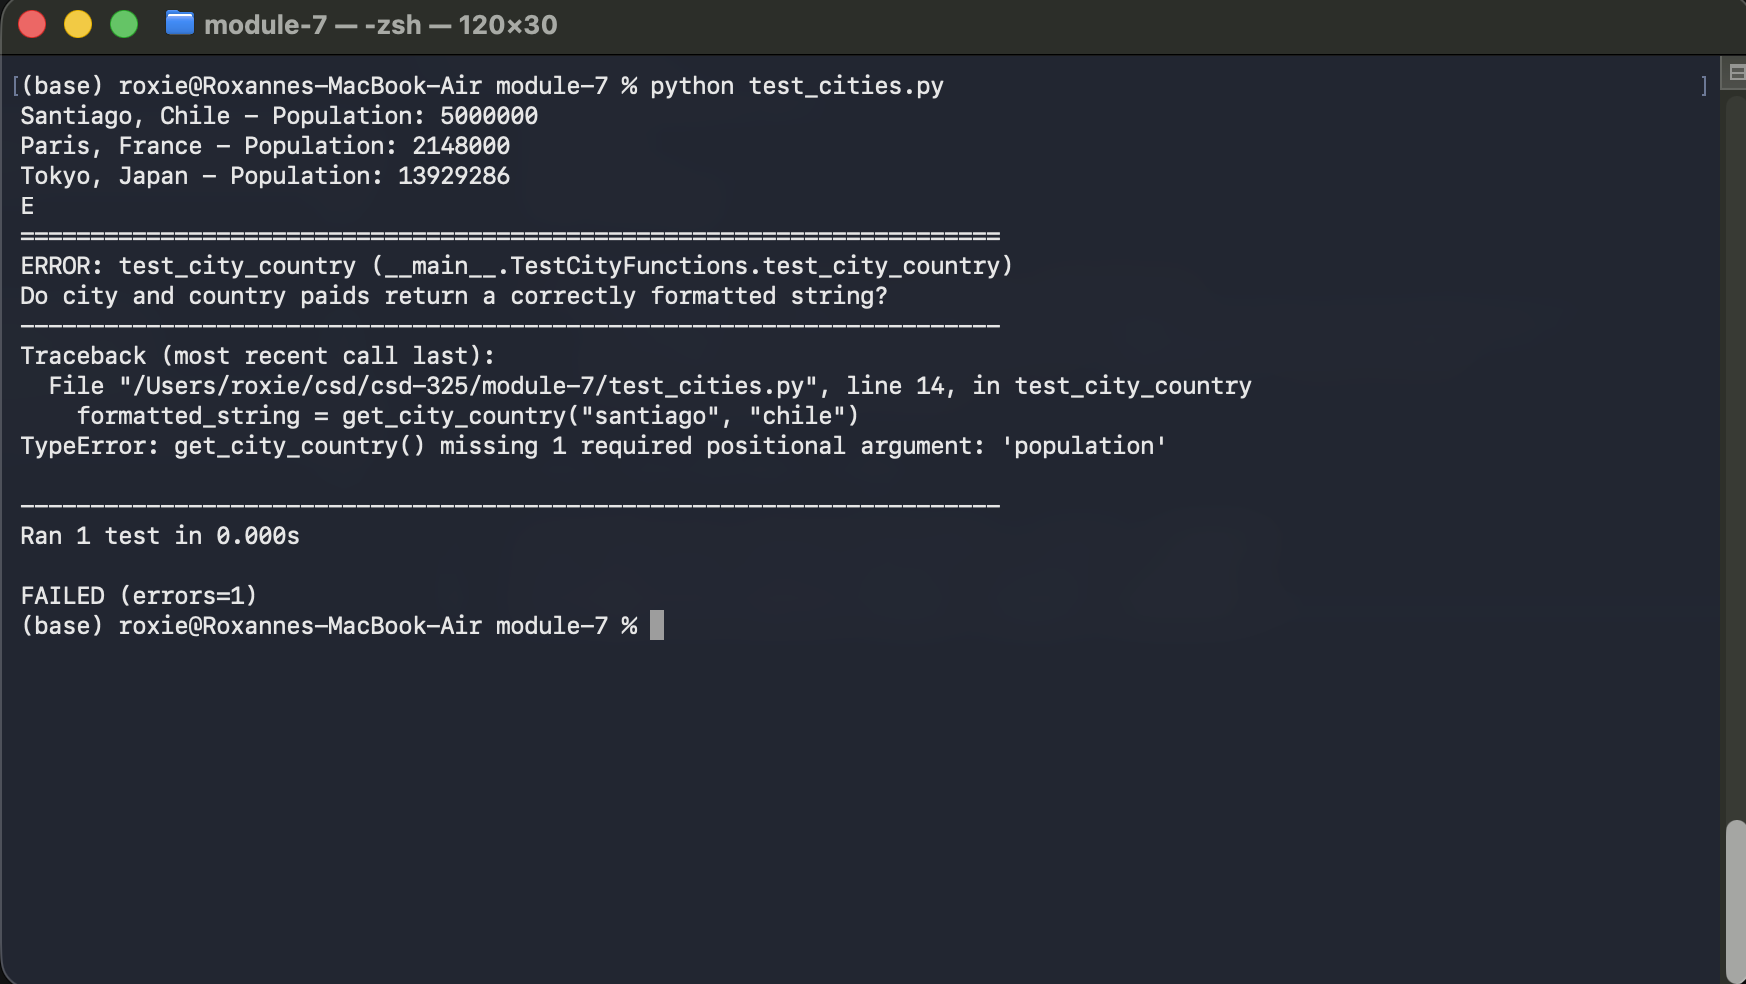 module-7 — -zsh — 120×30
[(base) roxie@Roxannes-MacBook-Air module-7 % python test_cities.py ]
Santiago, Chile - Population: 5000000
Paris, France - Population: 2148000
Tokyo, Japan - Population: 13929286
E
======================================================================
ERROR: test_city_country (__main__.TestCityFunctions.test_city_country)
Do city and country paids return a correctly formatted string?
----------------------------------------------------------------------
Traceback (most recent call last):
  File "/Users/roxie/csd/csd-325/module-7/test_cities.py", line 14, in test_city_country
    formatted_string = get_city_country("santiago", "chile")
TypeError: get_city_country() missing 1 required positional argument: 'population'
----------------------------------------------------------------------
Ran 1 test in 0.000s
FAILED (errors=1)
(base) roxie@Roxannes-MacBook-Air module-7 %